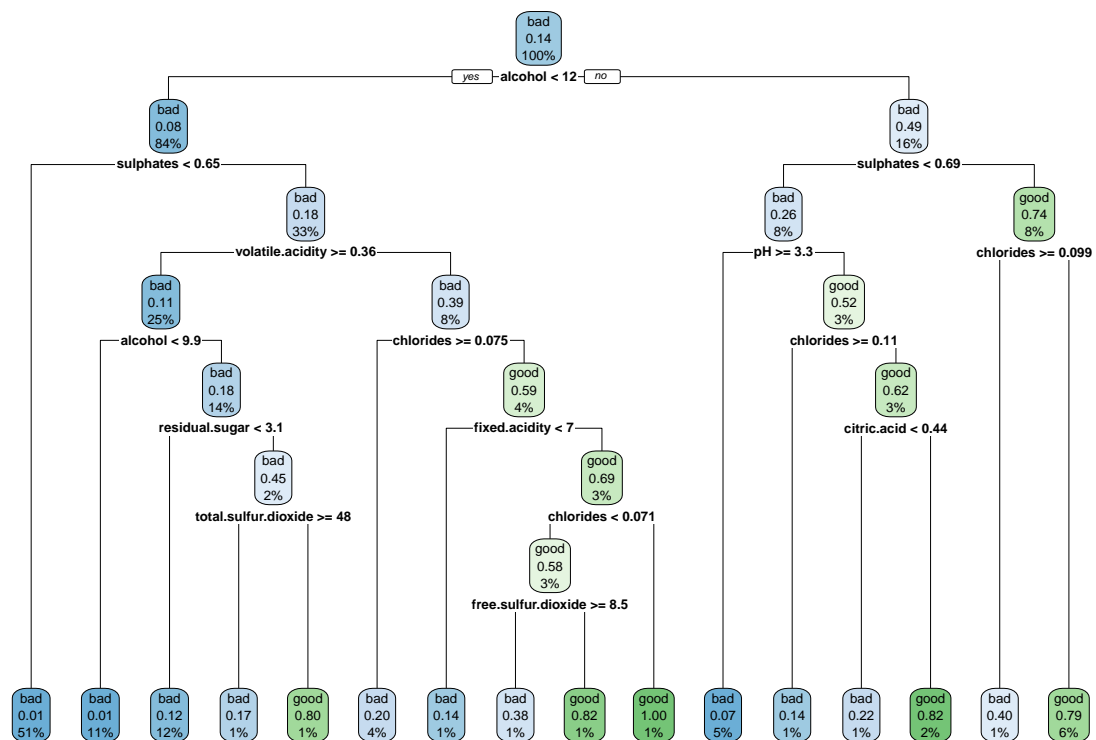 bad
0.14
100%
yes alcohol < 12 no
bad
0.08
84%
bad
0.49
16%
sulphates < 0.65
sulphates < 0.69
bad
0.18
33%
bad
0.26
8%
good
0.74
8%
volatile.acidity >= 0.36
pH >= 3.3
chlorides >= 0.099
bad
0.11
25%
bad
0.39
8%
good
0.52
3%
alcohol < 9.9
chlorides >= 0.075
chlorides >= 0.11
bad
0.18
14%
good
0.59
4%
good
0.62
3%
residual.sugar < 3.1
fixed.acidity < 7
citric.acid < 0.44
bad
0.45
2%
good
0.69
3%
total.sulfur.dioxide >= 48
chlorides < 0.071
good
0.58
3%
free.sulfur.dioxide >= 8.5
bad
0.01
51%
bad
0.01
11%
bad
0.12
12%
bad
0.17
1%
good
0.80
1%
bad
0.20
4%
bad
0.14
1%
bad
0.38
1%
good
0.82
1%
good
1.00
1%
bad
0.07
5%
bad
0.14
1%
bad
0.22
1%
good
0.82
2%
bad
0.40
1%
good
0.79
6%